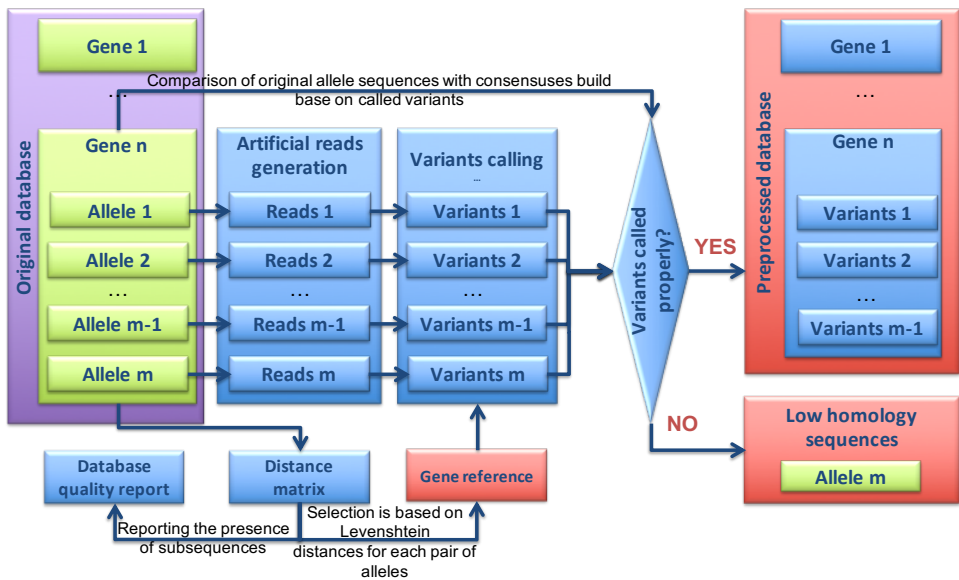 Original database
Gene 1
...
Comparison of original allele sequences with consensuses build
base on called variants
Gene n
Allele 1
Allele 2
...
Allele m-1
Allele m
Artificial reads
generation
Reads 1
Reads 2
...
Reads m-1
Reads m
Variants calling
...
Variants 1
Variants 2
...
Variants m-1
Variants m
Variants called
properly?
YES
NO
Preprocessed database
Gene 1
...
Gene n
Variants 1
Variants 2
...
Variants m-1
Low homology
sequences
Allele m
Database
quality report
Distance
matrix
Gene reference
Reporting the presence
of subsequences
Selection is based on
Levenshtein
distances for each pair of
alleles